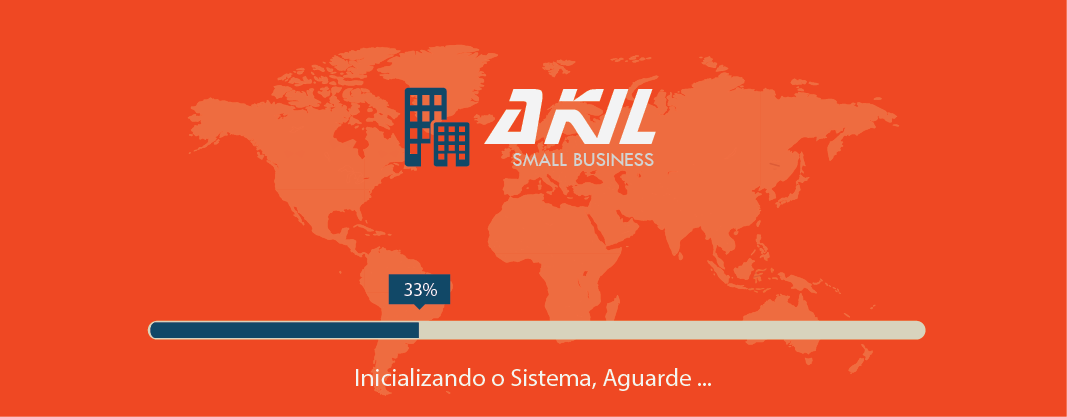 AKIL
SMALL BUSINESS
33%
Inicializando o Sistema, Aguarde ...